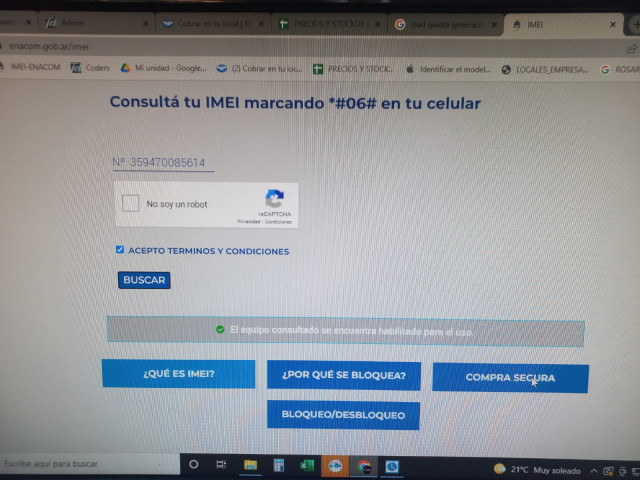 Admin
Cobrar en tu local | M
PRECIOS Y STOCK DE E
ipad quinta generacio
IMEI
enacom.gob.ar/imei
IMEI-ENACOM
Coders
Mi unidad - Google...
(2) Cobrar en tu loc...
PRECIOS Y STOCK...
Identificar el model...
LOCALES_EMPRESA...
ROSAR
Consultá tu IMEI marcando *#06# en tu celular
Nº 359470085614
No soy un robot
reCAPTCHA
Privacidad - Condiciones
ACEPTO TERMINOS Y CONDICIONES
BUSCAR
El equipo consultado se encuentra habilitado para el uso.
¿QUÉ ES IMEI?
¿POR QUÉ SE BLOQUEA?
COMPRA SEGURA
BLOQUEO/DESBLOQUEO
Escribe aquí para buscar
21°C Muy soleado